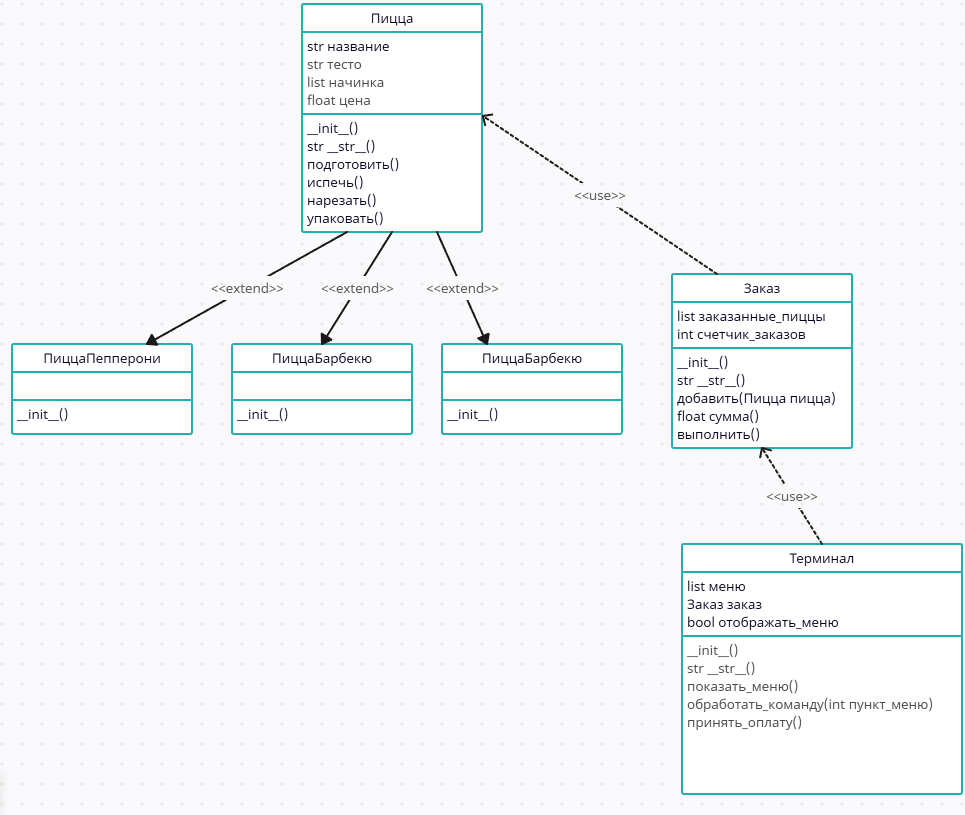 Пицца
str название
str тесто
list начинка
float цена
__init__()
str __str__()
подготовить()
испечь()
нарезать()
упаковать()
<<use>>
<<extend>>
<<extend>>
<<extend>>
ПиццаПепперони
__init__()
ПиццаБарбекю
__init__()
ПиццаБарбекю
__init__()
Заказ
list заказанные_пиццы
int счетчик_заказов
__init__()
str __str__()
добавить(Пицца пицца)
float сумма()
выполнить()
<<use>>
Терминал
list меню
Заказ заказ
bool отображать_меню
__init__()
str __str__()
показать_меню()
обработать_команду(int пункт_меню)
принять_оплату()